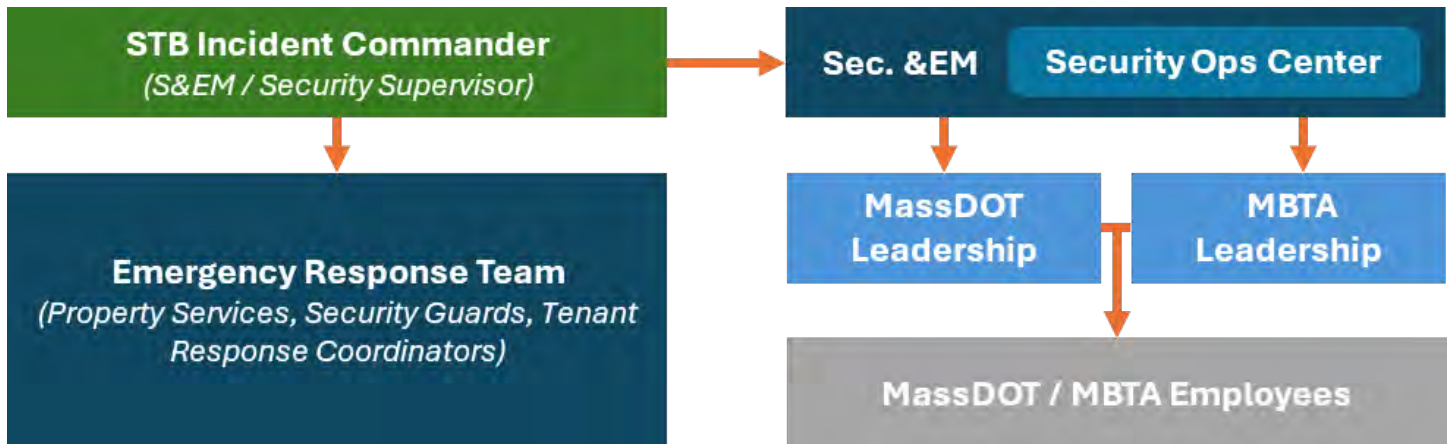 STB Incident Commander
(S&EM / Security Supervisor)
Sec. &EM
Security Ops Center
Emergency Response Team
(Property Services, Security Guards, Tenant
Response Coordinators)
MassDOT
Leadership
MBTA
Leadership
MassDOT / MBTA Employees